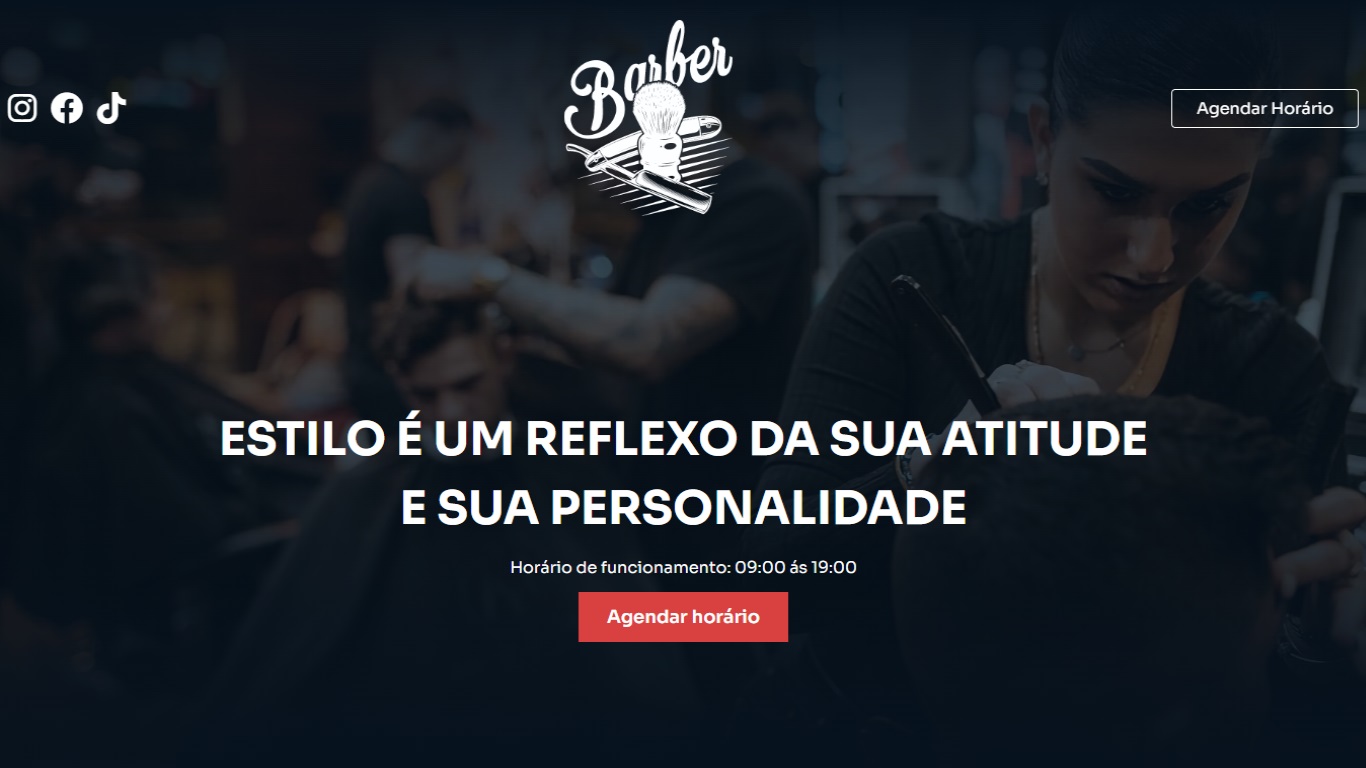 Barber
Agendar Horário
ESTILO É UM REFLEXO DA SUA ATITUDE
E SUA PERSONALIDADE
Horário de funcionamento: 09:00 ás 19:00
Agendar horário